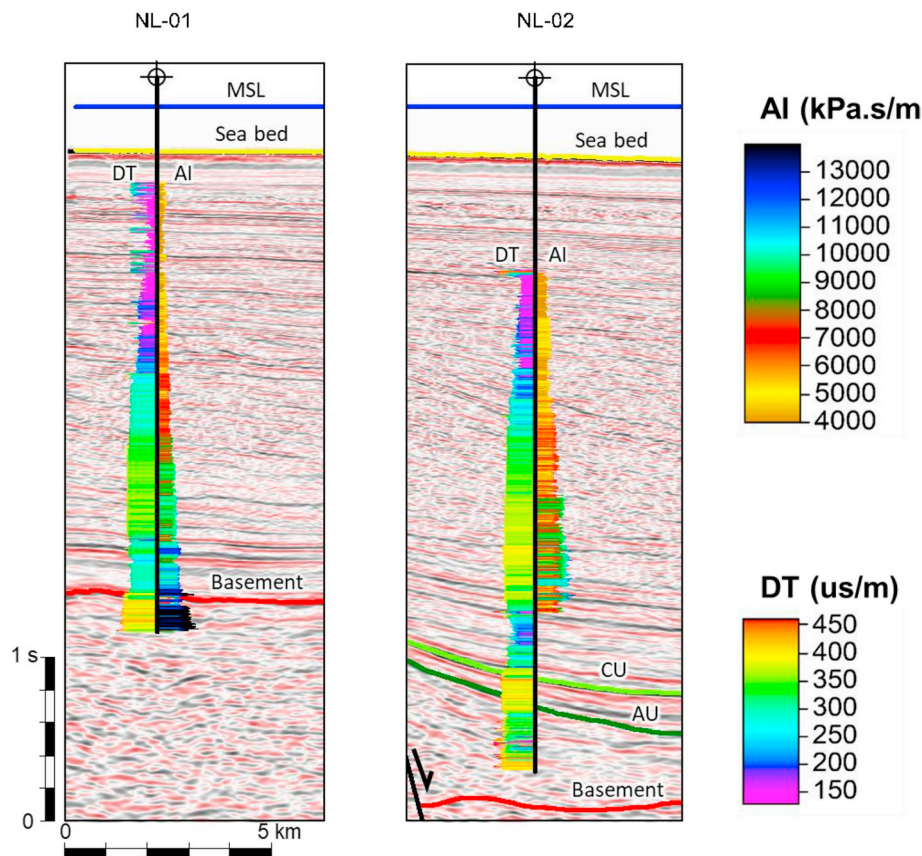 NL-01
NL-02
MSL
Sea bed
DT AI
Basement
1 s
0
0
5 km
MSL
Sea bed
DT AI
CU
AU
Basement
AI (kPa.s/m
13000
12000
11000
10000
9000
8000
7000
6000
5000
4000
DT (us/m)
450
400
350
300
250
200
150